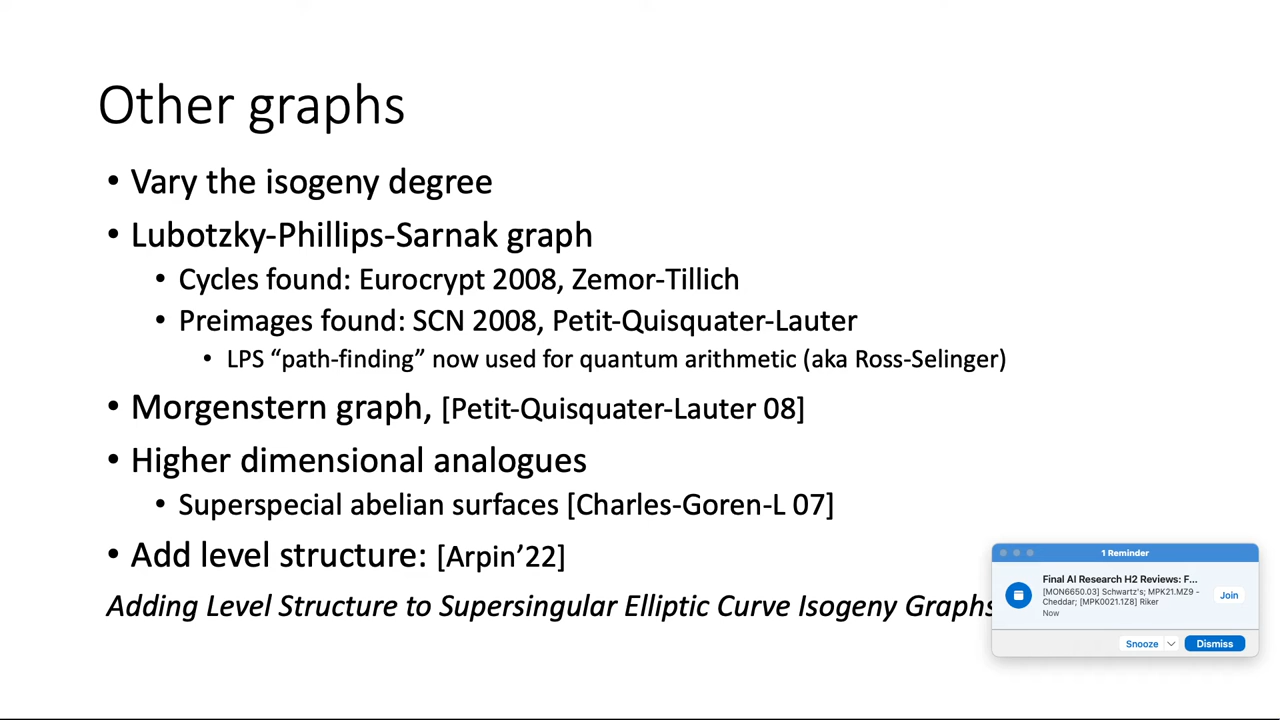 Other graphs
• Vary the isogeny degree
• Lubotzky-Phillips-Sarnak graph
• Cycles found: Eurocrypt 2008, Zemor-Tillich
• Preimages found: SCN 2008, Petit-Quisquater-Lauter
• LPS “path-finding” now used for quantum arithmetic (aka Ross-Selinger)
• Morgenstern graph, [Petit-Quisquater-Lauter 08]
• Higher dimensional analogues
• Superspecial abelian surfaces [Charles-Goren-L 07]
• Add level structure: [Arpin’22]
Adding Level Structure to Supersingular Elliptic Curve Isogeny Graphs
1 Reminder
Final AI Research H2 Reviews: F...
[MON6650.03] Schwartz's; MPK21.MZ9 -
Cheddar; [MPK0021.1Z8] Riker
Now
Join
Snooze
Dismiss